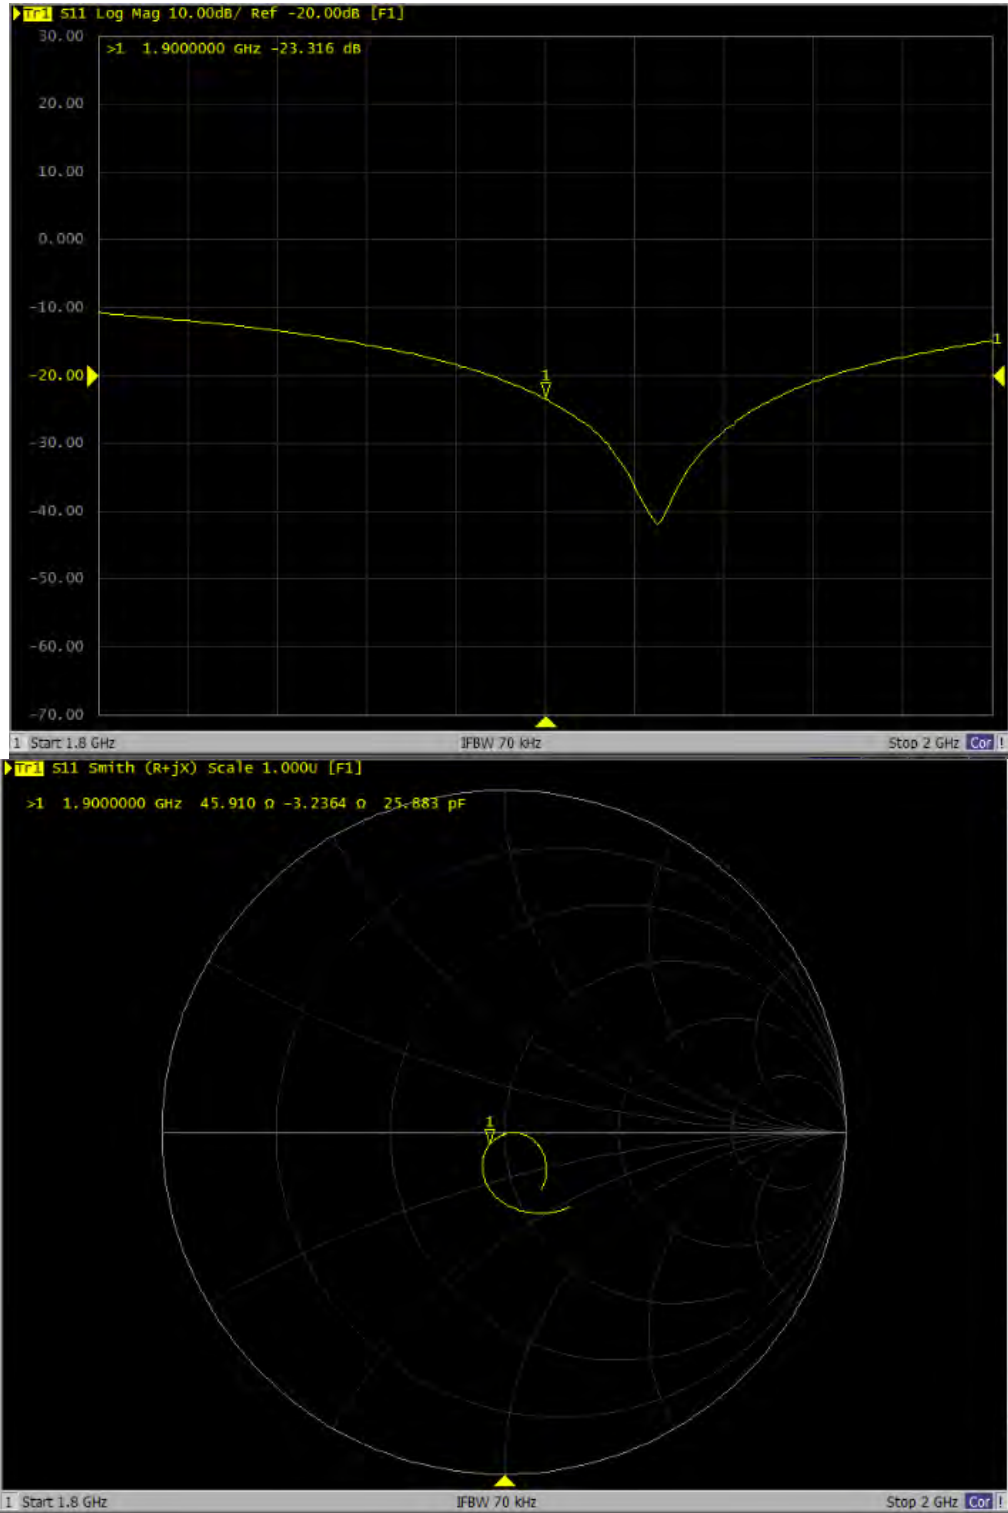 Tr1 S11 Log Mag 10.00dB/ Ref -20.00dB [F1]
30.00
>1 1.9000000 GHz -23.316 dB
20.00
10.00
0.000
-10.00
1
-20.00
1
-30.00
-40.00
-50.00
-60.00
-70.00
1 Start 1.8 GHz IFBW 70 kHz Stop 2 GHz Cor !
Tr1 S11 Smith (R+jX) Scale 1.000U [F1]
>1 1.9000000 GHz 45.910 Ω -3.2364 Ω 25.883 pF
1
1 Start 1.8 GHz IFBW 70 kHz Stop 2 GHz Cor !